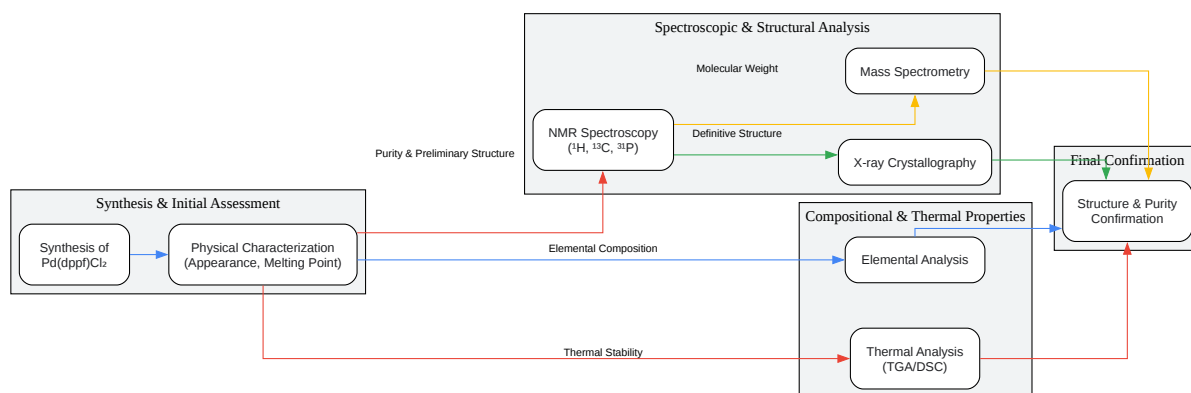 Spectroscopic & Structural Analysis
Molecular Weight
Mass Spectrometry
NMR Spectroscopy
(¹H, ¹³C, ³¹P)
Definitive Structure
Purity & Preliminary Structure
X-ray Crystallography
Final Confirmation
Structure & Purity
Confirmation
Synthesis & Initial Assessment
Synthesis of
Pd(dppf)Cl₂
Physical Characterization
(Appearance, Melting Point)
Elemental Composition
Compositional & Thermal Properties
Elemental Analysis
Thermal Stability
Thermal Analysis
(TGA/DSC)